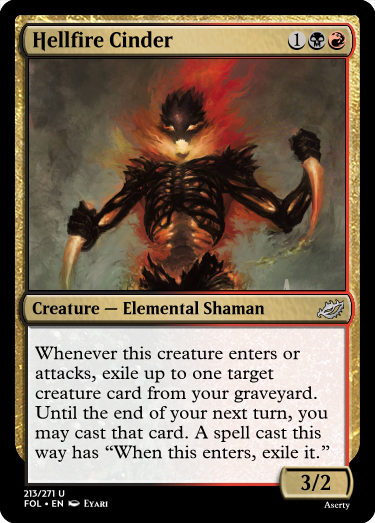 Hellfire Cinder 1
Creature — Elemental Shaman
Whenever this creature enters or
attacks, exile up to one target
creature card from your graveyard.
Until the end of your next turn, you
may cast that card. A spell cast this
way has “When this enters, exile it.”
3/2
213/271 U
FOL • EN Eyari
Aserty